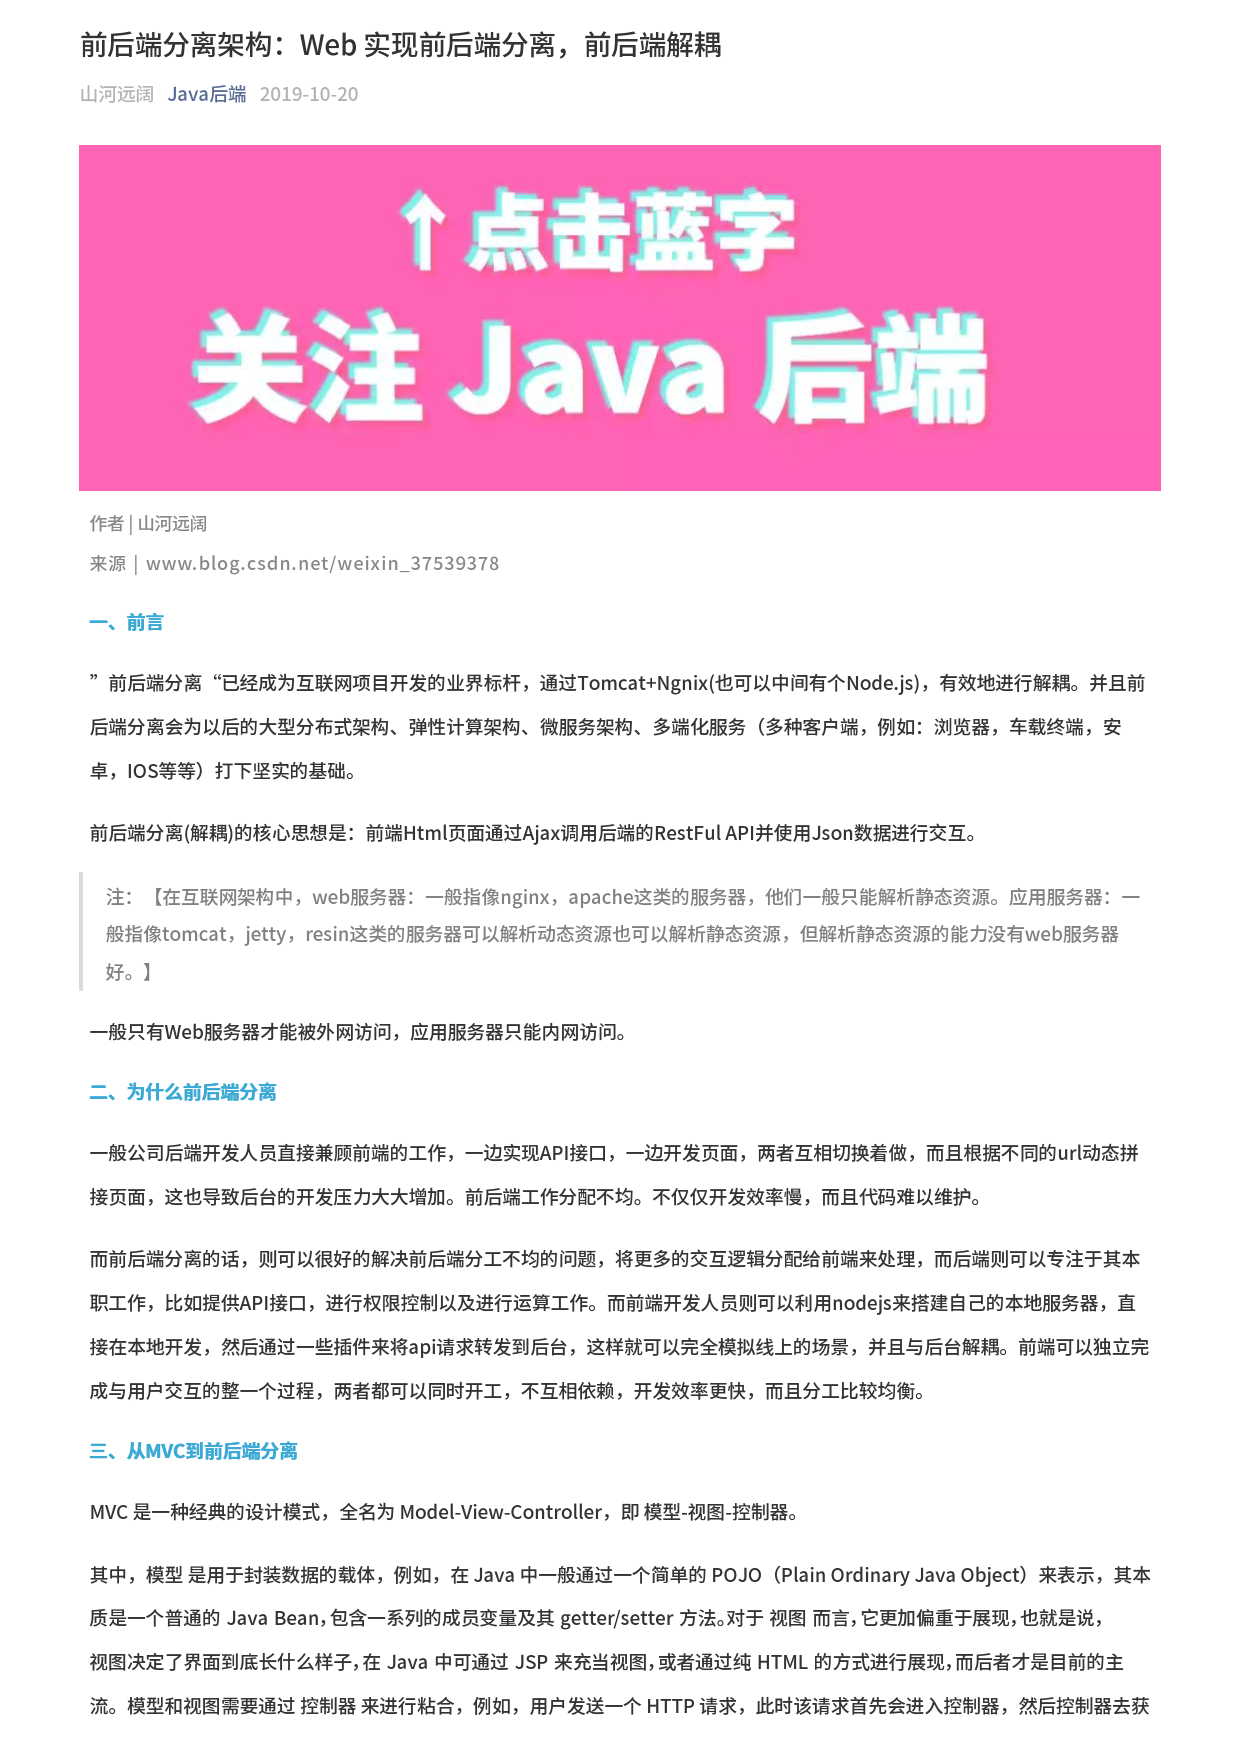 前后端分离架构：Web 实现前后端分离，前后端解耦
山河远阔 Java后端 2019-10-20
↑点击蓝字
关注 Java 后端
作者 | 山河远阔
来源 | www.blog.csdn.net/weixin_37539378
一、前言
”前后端分离“已经成为互联网项目开发的业界标杆，通过Tomcat+Ngnix(也可以中间有个Node.js)，有效地进行解耦。并且前
后端分离会为以后的大型分布式架构、弹性计算架构、微服务架构、多端化服务（多种客户端，例如：浏览器，车载终端，安
卓，IOS等等）打下坚实的基础。
前后端分离(解耦)的核心思想是：前端Html页面通过Ajax调用后端的RestFul API并使用Json数据进行交互。
注：【在互联网架构中，web服务器：一般指像nginx，apache这类的服务器，他们一般只能解析静态资源。应用服务器：一
般指像tomcat，jetty，resin这类的服务器可以解析动态资源也可以解析静态资源，但解析静态资源的能力没有web服务器
好。】
一般只有Web服务器才能被外网访问，应用服务器只能内网访问。
二、为什么前后端分离
一般公司后端开发人员直接兼顾前端的工作，一边实现API接口，一边开发页面，两者互相切换着做，而且根据不同的url动态拼
接页面，这也导致后台的开发压力大大增加。前后端工作分配不均。不仅仅开发效率慢，而且代码难以维护。
而前后端分离的话，则可以很好的解决前后端分工不均的问题，将更多的交互逻辑分配给前端来处理，而后端则可以专注于其本
职工作，比如提供API接口，进行权限控制以及进行运算工作。而前端开发人员则可以利用nodejs来搭建自己的本地服务器，直
接在本地开发，然后通过一些插件来将api请求转发到后台，这样就可以完全模拟线上的场景，并且与后台解耦。前端可以独立完
成与用户交互的整一个过程，两者都可以同时开工，不互相依赖，开发效率更快，而且分工比较均衡。
三、从MVC到前后端分离
MVC 是一种经典的设计模式，全名为 Model-View-Controller，即 模型-视图-控制器。
其中，模型 是用于封装数据的载体，例如，在 Java 中一般通过一个简单的 POJO（Plain Ordinary Java Object）来表示，其本
质是一个普通的 Java Bean，包含一系列的成员变量及其 getter/setter 方法。对于 视图 而言，它更加偏重于展现，也就是说，
视图决定了界面到底长什么样子，在 Java 中可通过 JSP 来充当视图，或者通过纯 HTML 的方式进行展现，而后者才是目前的主
流。模型和视图需要通过 控制器 来进行粘合，例如，用户发送一个 HTTP 请求，此时该请求首先会进入控制器，然后控制器去获